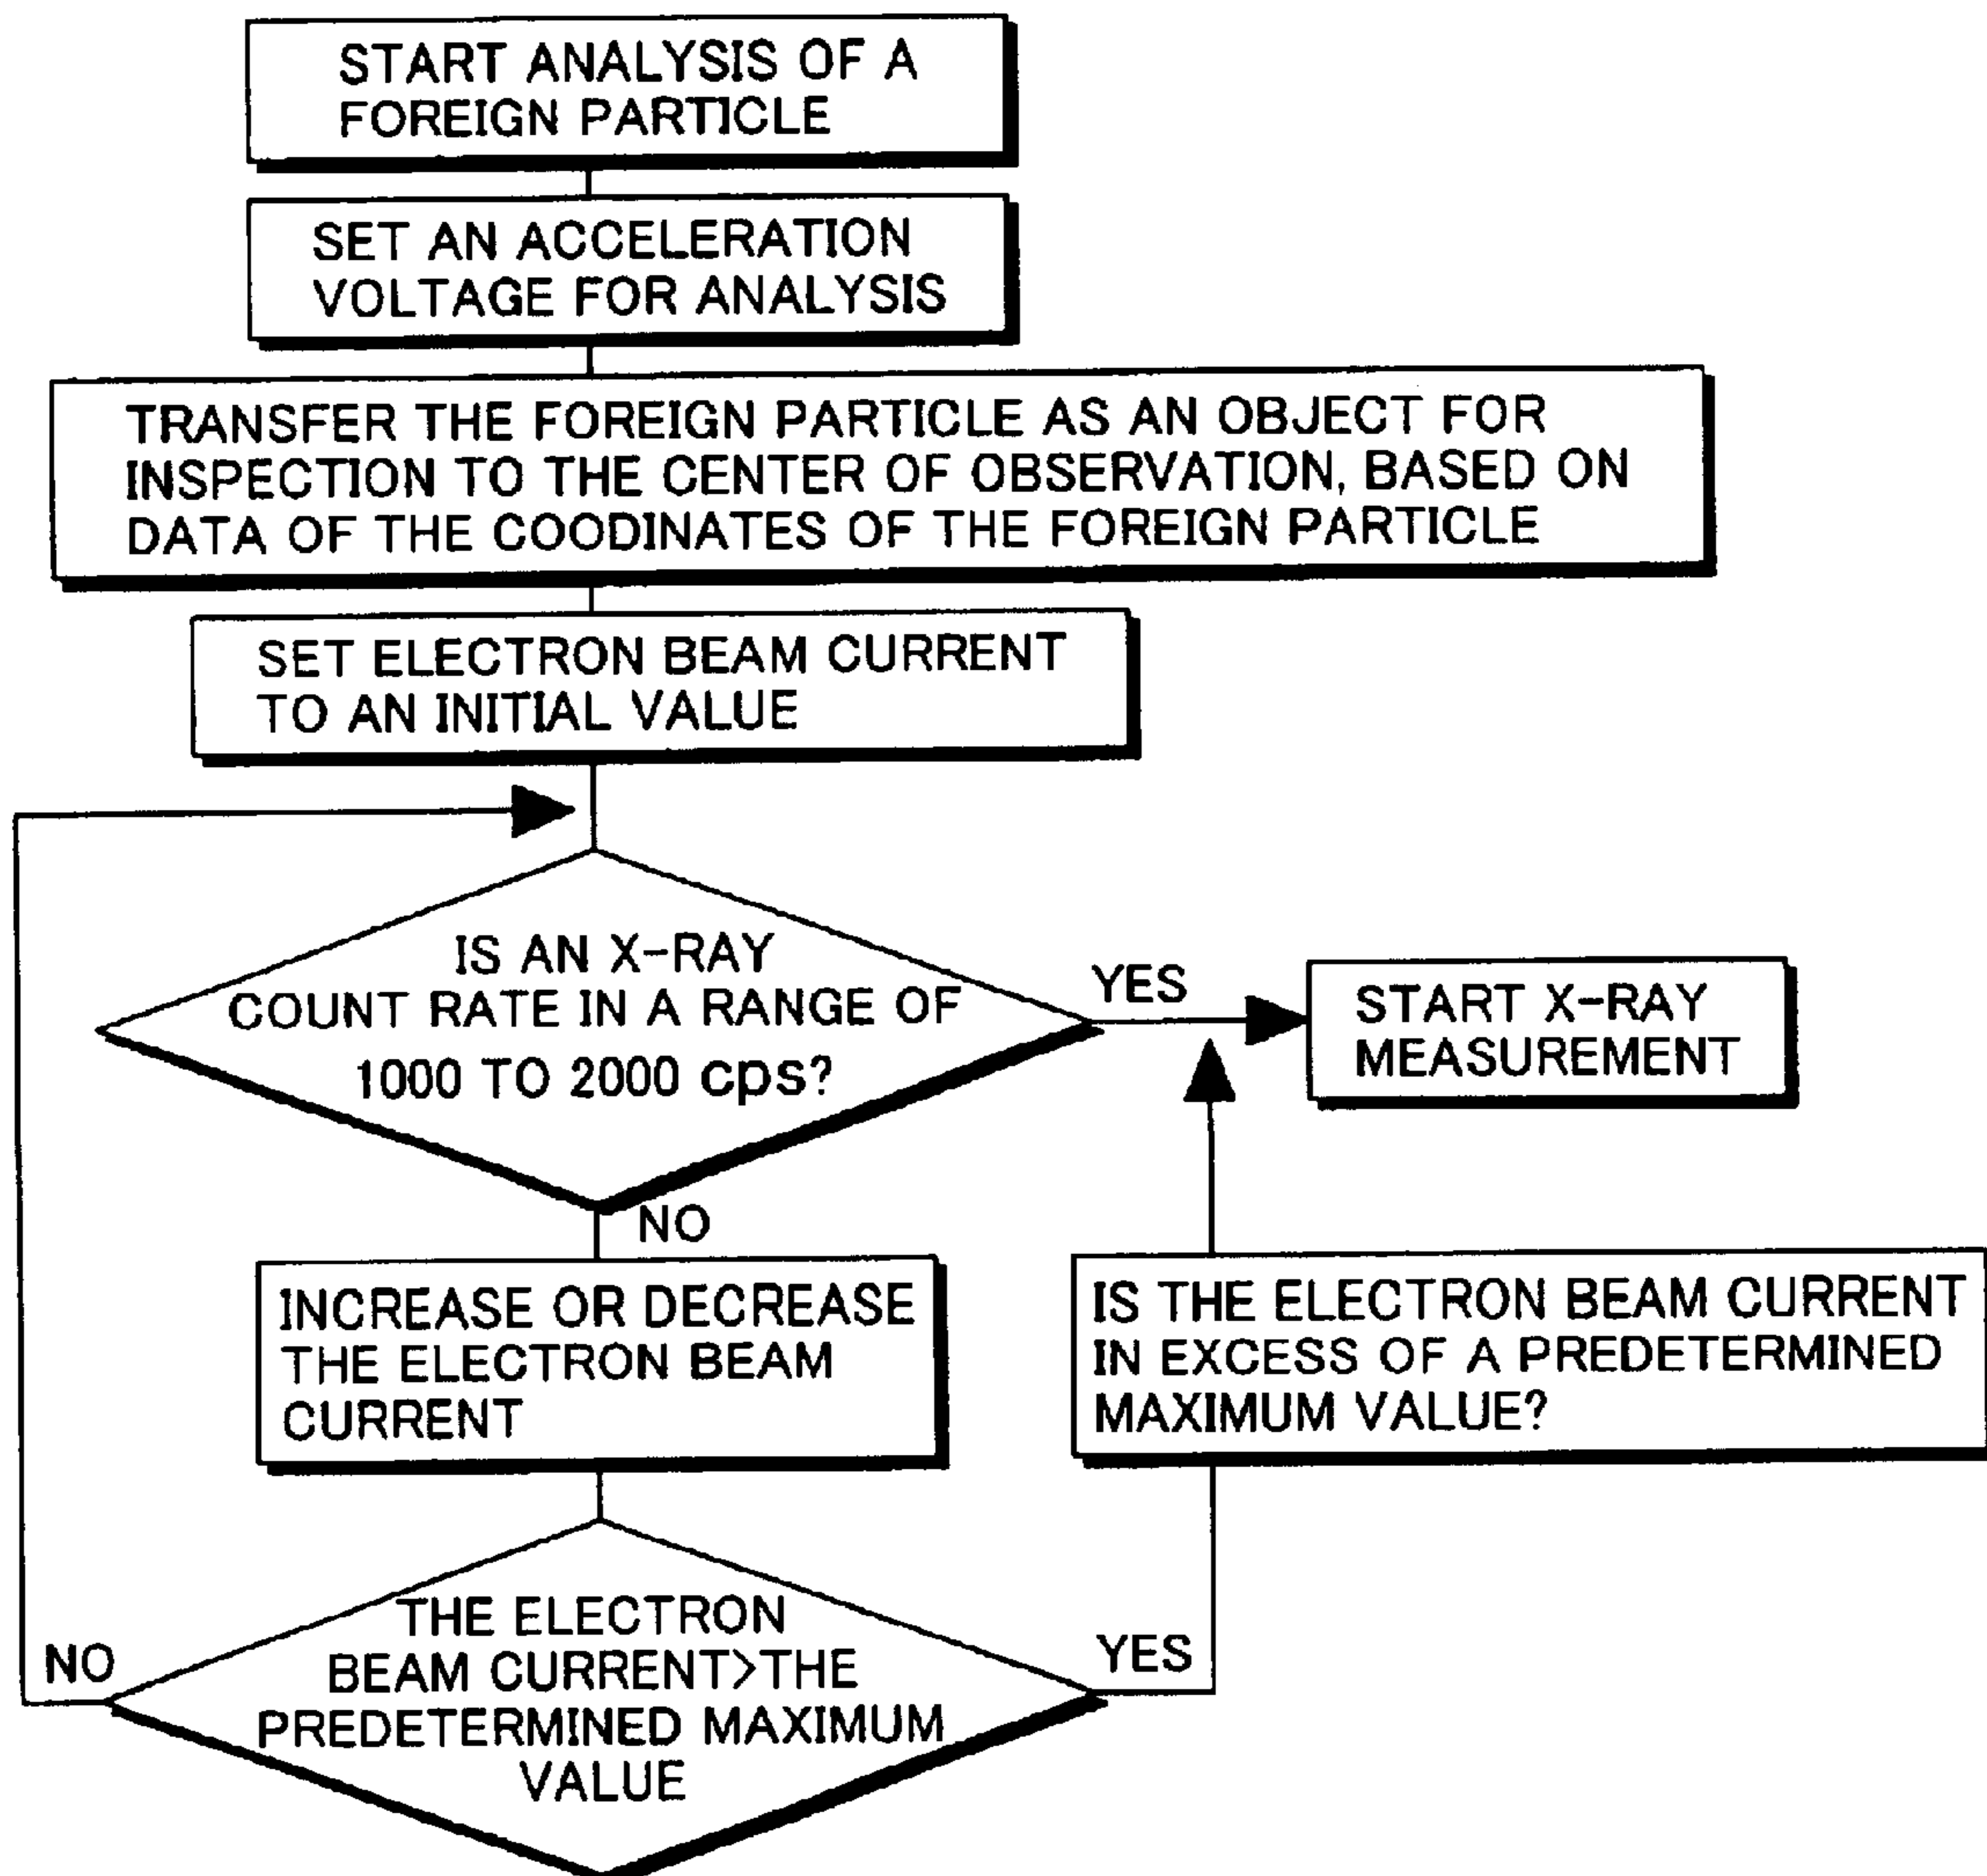 START ANALYSIS OF A
FOREIGN PARTICLE
SET AN ACCELERATION
VOLTAGE FOR ANALYSIS
TRANSFER THE FOREIGN PARTICLE AS AN OBJECT FOR
INSPECTION TO THE CENTER OF OBSERVATION, BASED ON
DATA OF THE COODINATES OF THE FOREIGN PARTICLE
SET ELECTRON BEAM CURRENT
TO AN INITIAL VALUE
IS AN X-RAY
COUNT RATE IN A RANGE OF
1000 TO 2000 cps?
YES
START X-RAY
MEASUREMENT
NO
INCREASE OR DECREASE
THE ELECTRON BEAM
CURRENT
IS THE ELECTRON BEAM CURRENT
IN EXCESS OF A PREDETERMINED
MAXIMUM VALUE?
THE ELECTRON
BEAM CURRENT>THE
PREDETERMINED MAXIMUM
VALUE
NO
YES